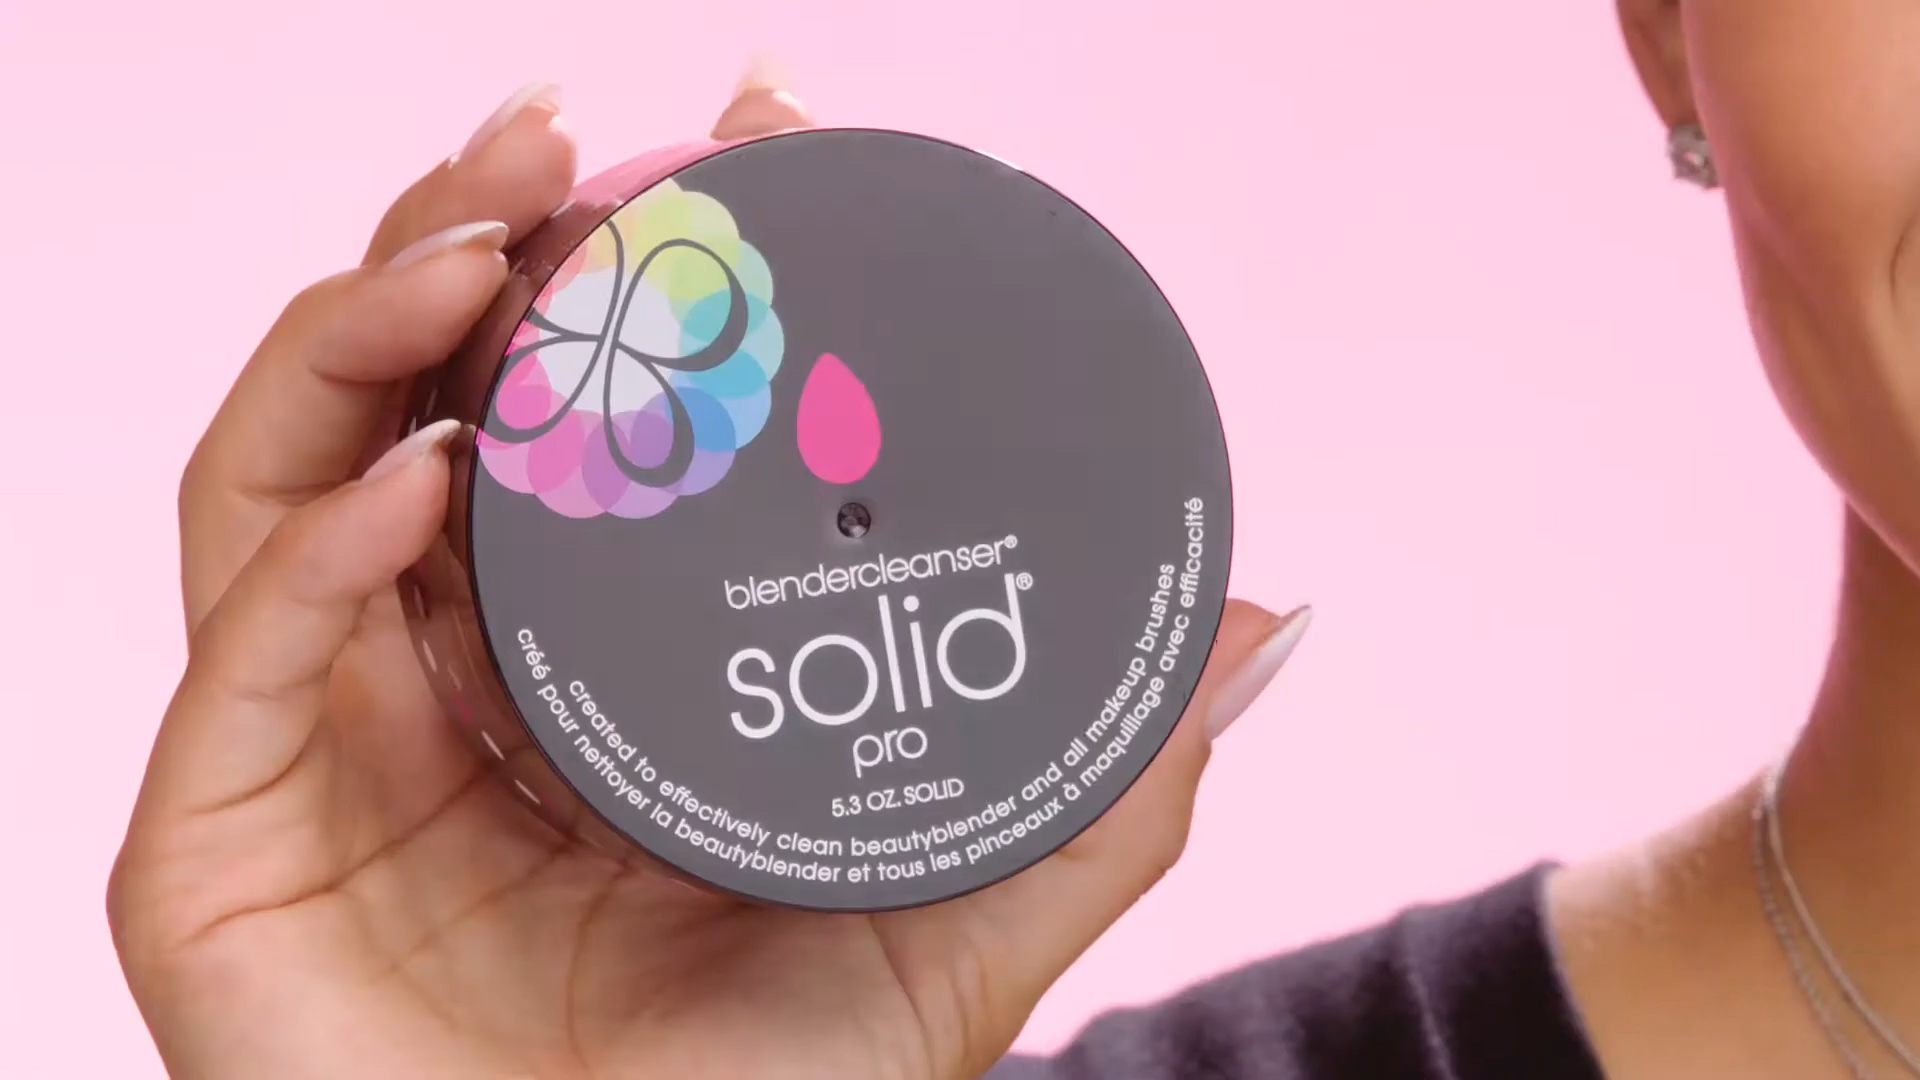 blendercleanser®
solid®
pro
5.3 OZ. SOLID
created to effectively clean beautyblender and all makeup brushes
créé pour nettoyer la beautyblender et tous les pinceaux à maquillage avec efficacité